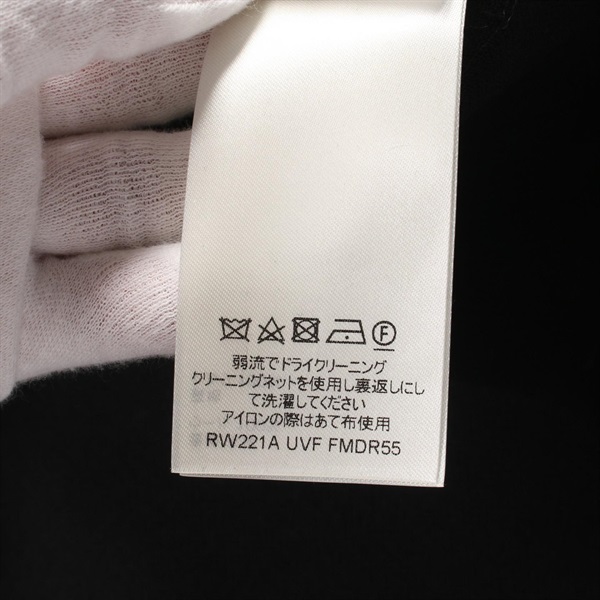 F
弱流でドライクリーニング
クリーニングネットを使用し裏返しにし
て洗濯してください
アイロンの際はあて布使用
RW221A UVF FMDR55